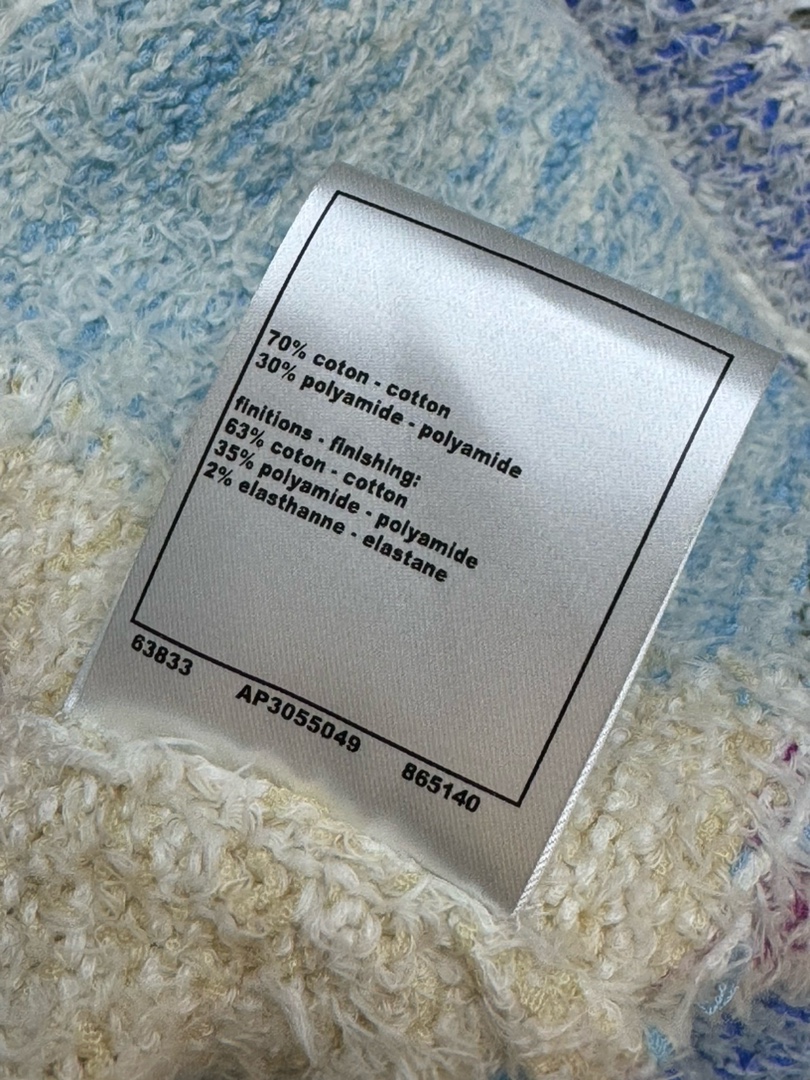 70% coton - cotton
30% polyamide - polyamide
finitions - finishing:
63% coton - cotton
35% polyamide - polyamide
2% elasthanne - elastane
63833 AP3055049 865140